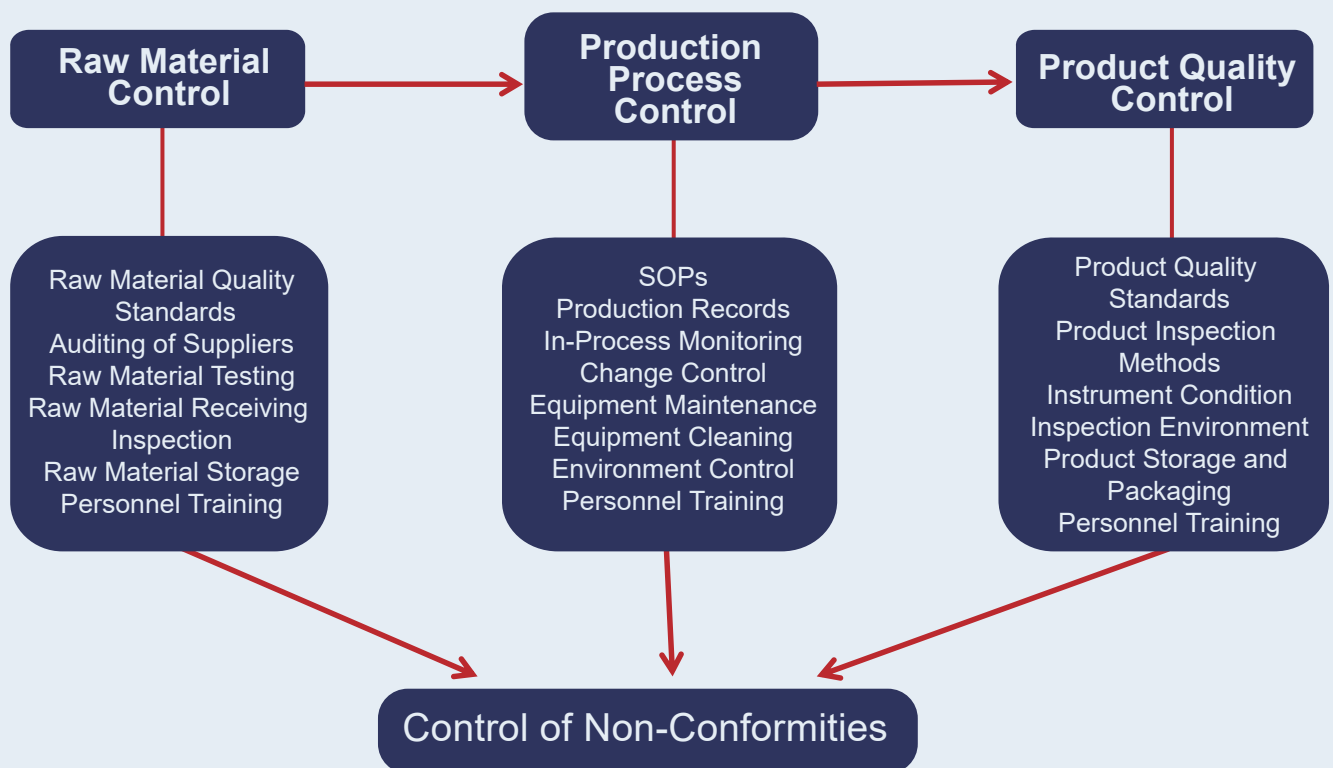 Raw Material
Control
Production
Process
Control
Product Quality
Control
Raw Material Quality
Standards
Auditing of Suppliers
Raw Material Testing
Raw Material Receiving
Inspection
Raw Material Storage
Personnel Training
SOPs
Production Records
In-Process Monitoring
Change Control
Equipment Maintenance
Equipment Cleaning
Environment Control
Personnel Training
Product Quality
Standards
Product Inspection
Methods
Instrument Condition
Inspection Environment
Product Storage and
Packaging
Personnel Training
Control of Non-Conformities